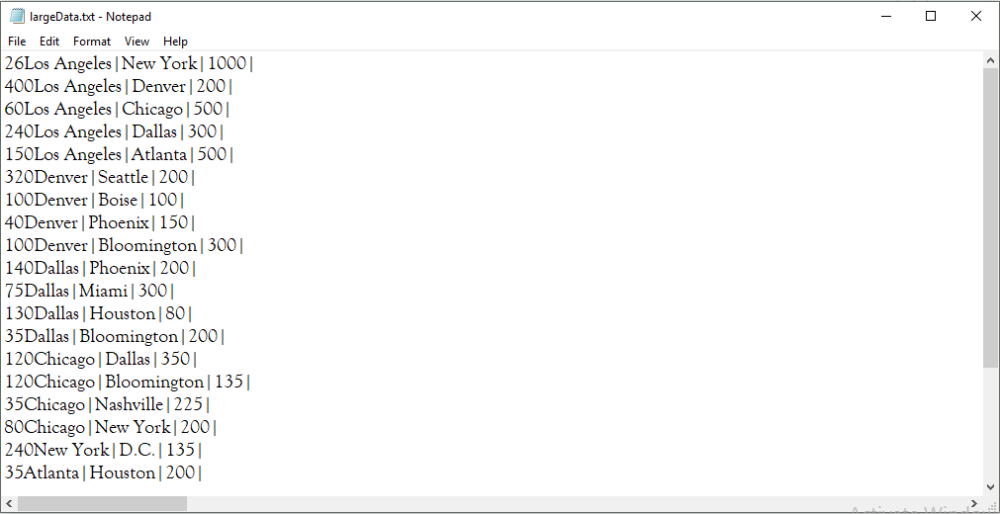 largeData.txt - Notepad
File Edit Format View Help
26Los Angeles|New York|1000|
400Los Angeles|Denver|200|
60Los Angeles|Chicago|500|
240Los Angeles|Dallas|300|
150Los Angeles|Atlanta|500|
320Denver|Seattle|200|
100Denver|Boise|100|
40Denver|Phoenix|150|
100Denver|Bloomington|300|
140Dallas|Phoenix|200|
75Dallas|Miami|300|
130Dallas|Houston|80|
35Dallas|Bloomington|200|
120Chicago|Dallas|350|
120Chicago|Bloomington|135|
35Chicago|Nashville|225|
80Chicago|New York|200|
240New York|D.C.|135|
35Atlanta|Houston|200|